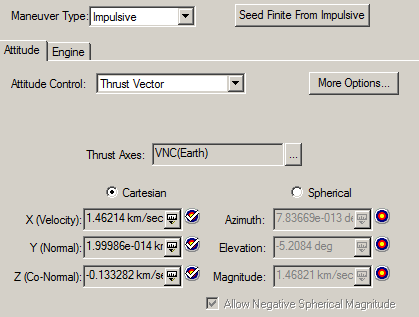 Maneuver Type: Impulsive Seed Finite From Impulsive
Attitude Engine
Attitude Control: Thrust Vector More Options...
Thrust Axes: VNC(Earth) ...
Cartesian Spherical
X (Velocity): 1.46214 km/sec Azimuth: 7.83669e-013 de
Y (Normal): 1.99986e-014 km Elevation: -5.2084 deg
Z (Co-Normal): -0.133282 km/se Magnitude: 1.46821 km/sec
Allow Negative Spherical Magnitude